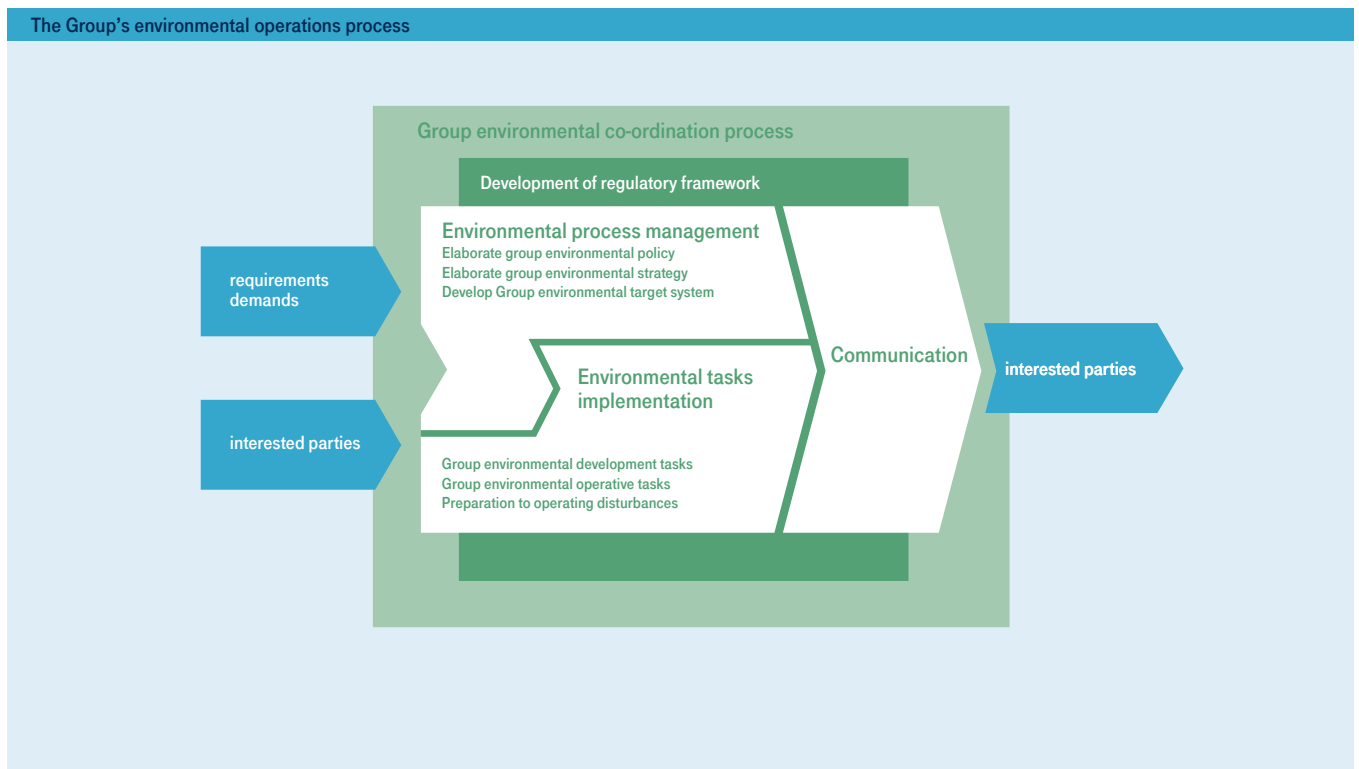 The Group's environmental operations process
Group environmental co-ordination process
Development of regulatory framework
Environmental process management
Elaborate group environmental policy
Elaborate group environmental strategy
Develop Group environmental target system
requirements
demands
interested parties
Environmental tasks
implementation
Group environmental development tasks
Group environmental operative tasks
Preparation to operating disturbances
Communication
interested parties